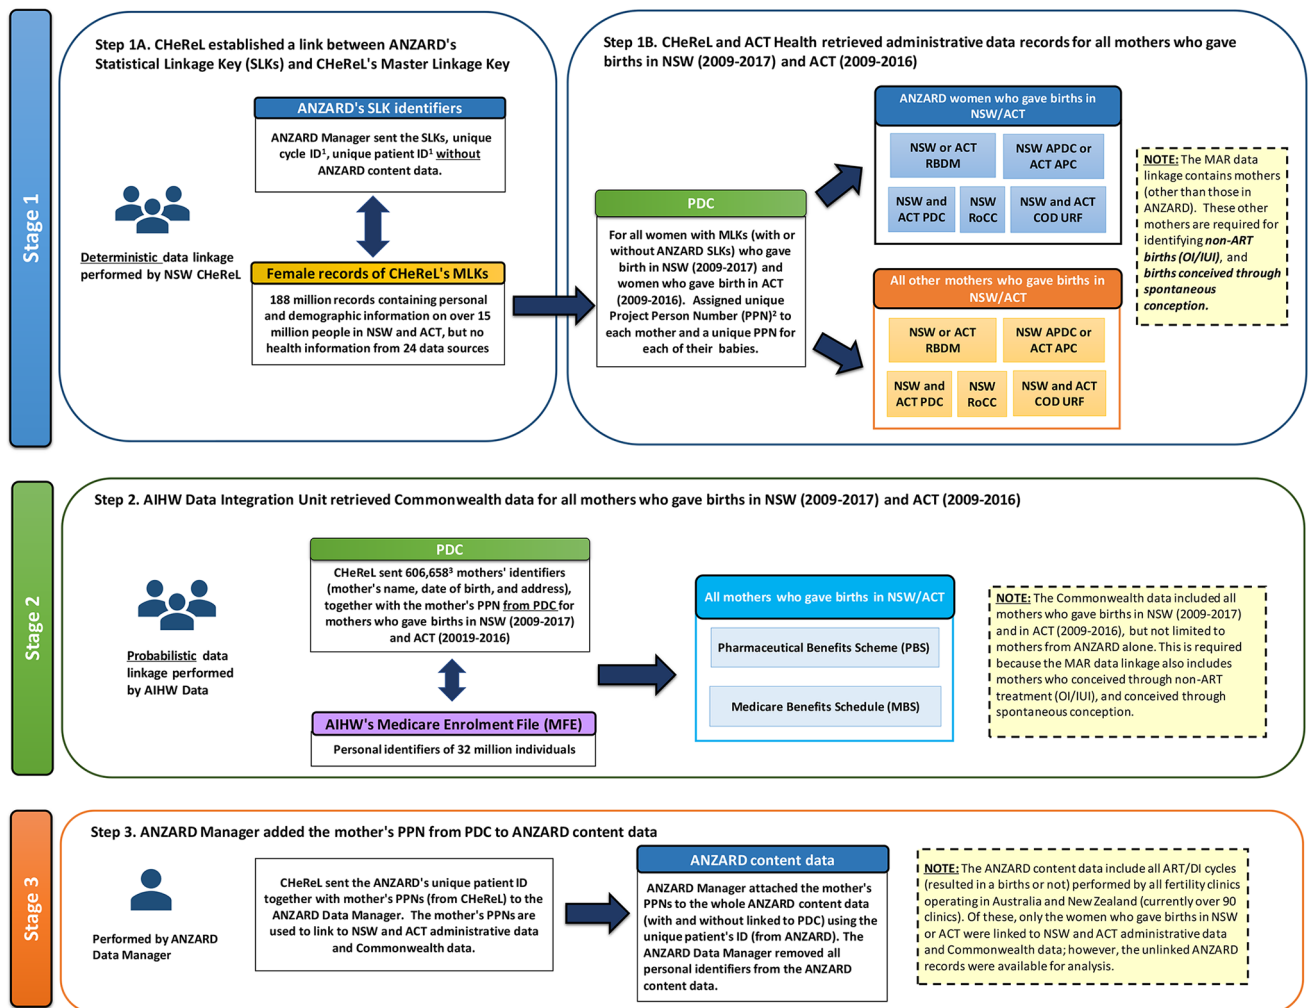 Stage 1
Step 1A. CHeReL established a link between ANZARD's
Statistical Linkage Key (SLKs) and CHeReL's Master Linkage Key
ANZARD's SLK identifiers
ANZARD Manager sent the SLKs, unique
cycle ID¹, unique patient ID¹ without
ANZARD content data.
Deterministic data linkage
performed by NSW CHeReL
Female records of CHeReL's MLKs
188 million records containing personal
and demographic information on over 15
million people in NSW and ACT, but no
health information from 24 data sources
Step 1B. CHeReL and ACT Health retrieved administrative data records for all mothers who gave
births in NSW (2009-2017) and ACT (2009-2016)
PDC
For all women with MLKs (with or
without ANZARD SLKs) who gave
birth in NSW (2009-2017) and
women who gave birth in ACT
(2009-2016). Assigned unique
Project Person Number (PPN)² to
each mother and a unique PPN for
each of their babies.
ANZARD women who gave births in
NSW/ACT
NSW or ACT
RBDM
NSW APDC or
ACT APC
NSW and
ACT PDC
NSW
RoCC
NSW and ACT
COD URF
All other mothers who gave births in
NSW/ACT
NSW or ACT
RBDM
NSW APDC or
ACT APC
NSW and
ACT PDC
NSW
RoCC
NSW and ACT
COD URF
NOTE: The MAR data
linkage contains mothers
(other than those in
ANZARD). These other
mothers are required for
identifying non-ART
births (OI/IUI), and
births conceived through
spontaneous
conception.
Stage 2
Step 2. AIHW Data Integration Unit retrieved Commonwealth data for all mothers who gave births in NSW (2009-2017) and ACT (2009-2016)
Probabilistic data
linkage performed
by AIHW Data
PDC
CHeReL sent 606,658³ mothers' identifiers
(mother's name, date of birth, and address),
together with the mother's PPN from PDC for
mothers who gave births in NSW (2009-2017)
and ACT (20019-2016)
AIHW's Medicare Enrolment File (MFE)
Personal identifiers of 32 million individuals
All mothers who gave births in NSW/ACT
Pharmaceutical Benefits Scheme (PBS)
Medicare Benefits Schedule (MBS)
NOTE: The Commonwealth data included all
mothers who gave births in NSW (2009-2017)
and in ACT (2009-2016), but not limited to
mothers from ANZARD alone. This is required
because the MAR data linkage also includes
mothers who conceived through non-ART
treatment (OI/IUI), and conceived through
spontaneous conception.
Stage 3
Step 3. ANZARD Manager added the mother's PPN from PDC to ANZARD content data
Performed by ANZARD
Data Manager
CHeReL sent the ANZARD's unique patient ID
together with mother's PPNs (from CHeReL) to the
ANZARD Data Manager. The mother's PPNs are
used to link to NSW and ACT administrative data
and Commonwealth data.
ANZARD content data
ANZARD Manager attached the mother's
PPNs to the whole ANZARD content data
(with and without linked to PDC) using the
unique patient's ID (from ANZARD). The
ANZARD Data Manager removed all
personal identifiers from the ANZARD
content data.
NOTE: The ANZARD content data include all ART/DI cycles
(resulted in a births or not) performed by all fertility clinics
operating in Australia and New Zealand (currently over 90
clinics). Of these, only the women who gave births in NSW
or ACT were linked to NSW and ACT administrative data
and Commonwealth data; however, the unlinked ANZARD
records were available for analysis.